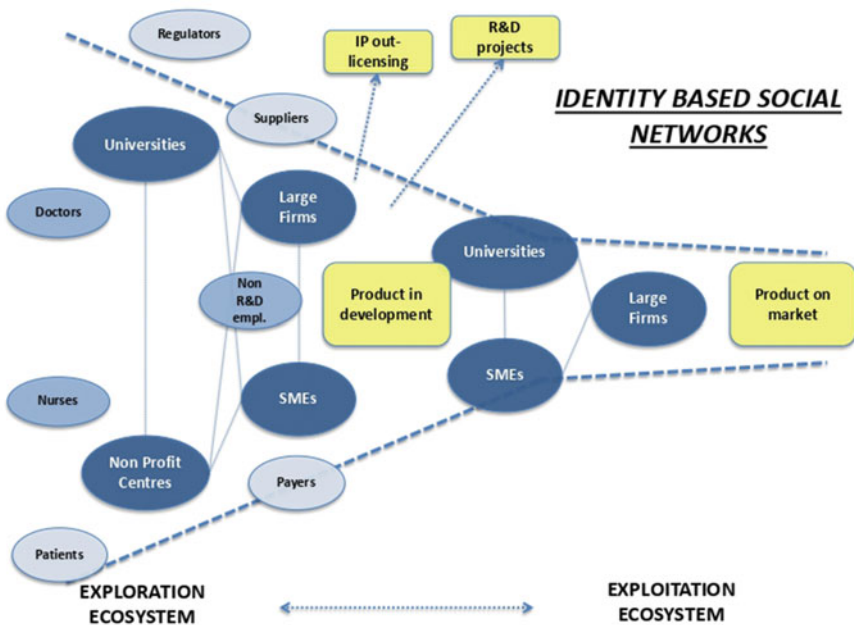 Regulators
IP out-
licensing
R&D
projects
IDENTITY BASED SOCIAL
NETWORKS
Suppliers
Universities
Doctors
Large
Firms
Universities
Non
R&D
empl.
Product in
development
Large
Firms
Product on
market
Nurses
SMEs
SMEs
Non Profit
Centres
Payers
Patients
EXPLORATION
ECOSYSTEM
EXPLOITATION
ECOSYSTEM